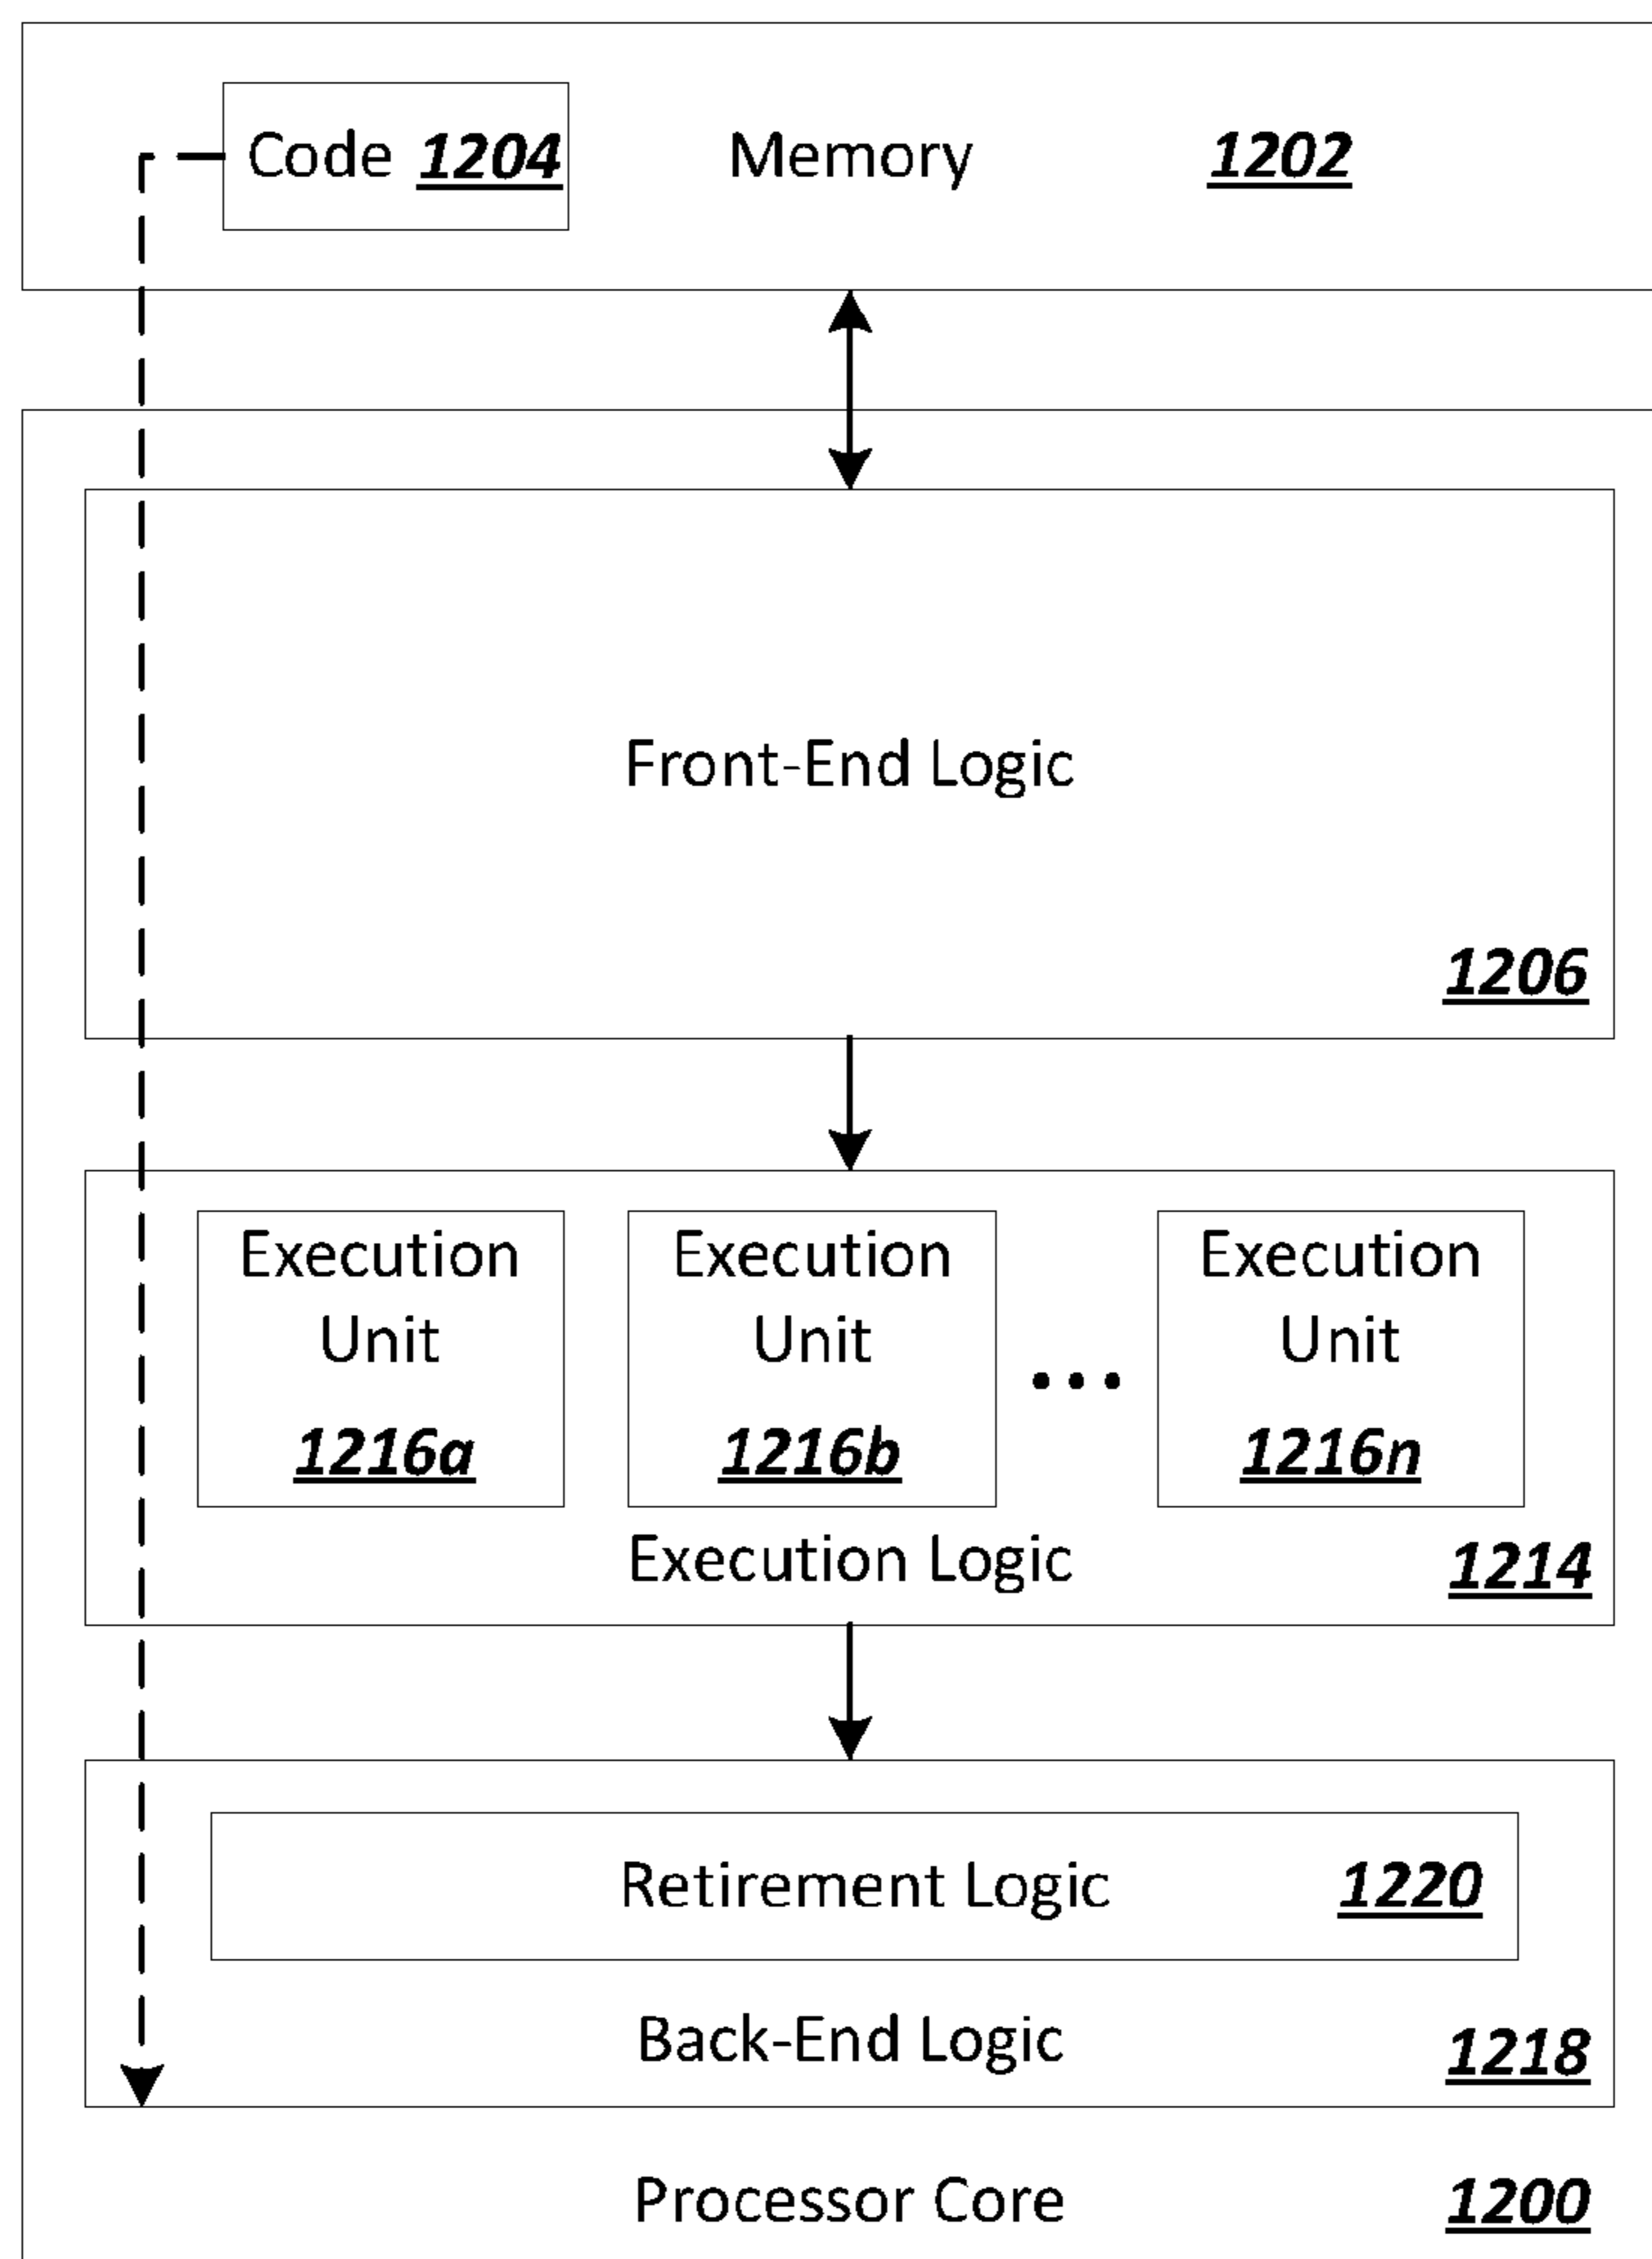 Code 1204 Memory 1202
Front-End Logic
1206
Execution Unit 1216a
Execution Unit 1216b
...
Execution Unit 1216n
Execution Logic 1214
Retirement Logic 1220
Back-End Logic 1218
Processor Core 1200